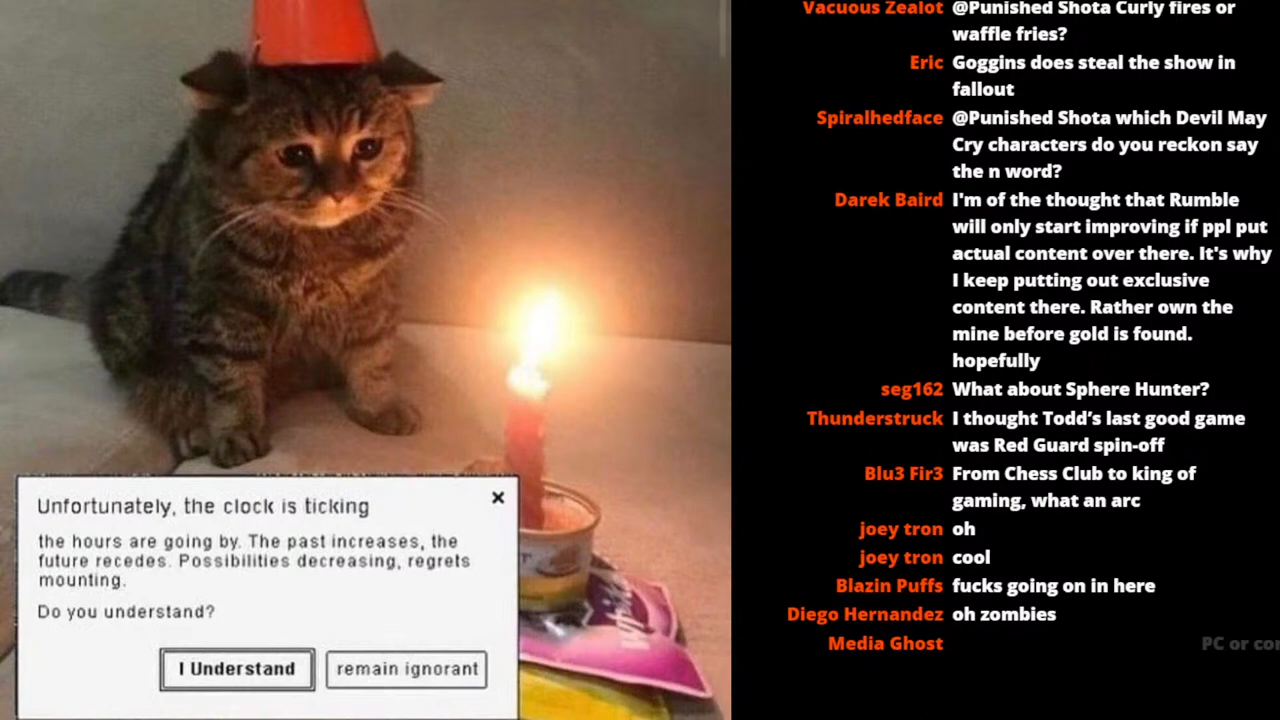 Unfortunately, the clock is ticking
the hours are going by. The past increases, the
future recedes. Possibilities decreasing, regrets
mounting.
Do you understand?
I Understand
remain ignorant
Vacuous Zealot @Punished Shota Curly fires or
waffle fries?
Eric Goggins does steal the show in
fallout
Spiralhedface @Punished Shota which Devil May
Cry characters do you reckon say
the n word?
Darek Baird I'm of the thought that Rumble
will only start improving if ppl put
actual content over there. It's why
I keep putting out exclusive
content there. Rather own the
mine before gold is found.
hopefully
seg162 What about Sphere Hunter?
Thunderstruck I thought Todd's last good game
was Red Guard spin-off
Blu3 Fir3 From Chess Club to king of
gaming, what an arc
joey tron oh
joey tron cool
Blazin Puffs fucks going on in here
Diego Hernandez oh zombies
Media Ghost PC or